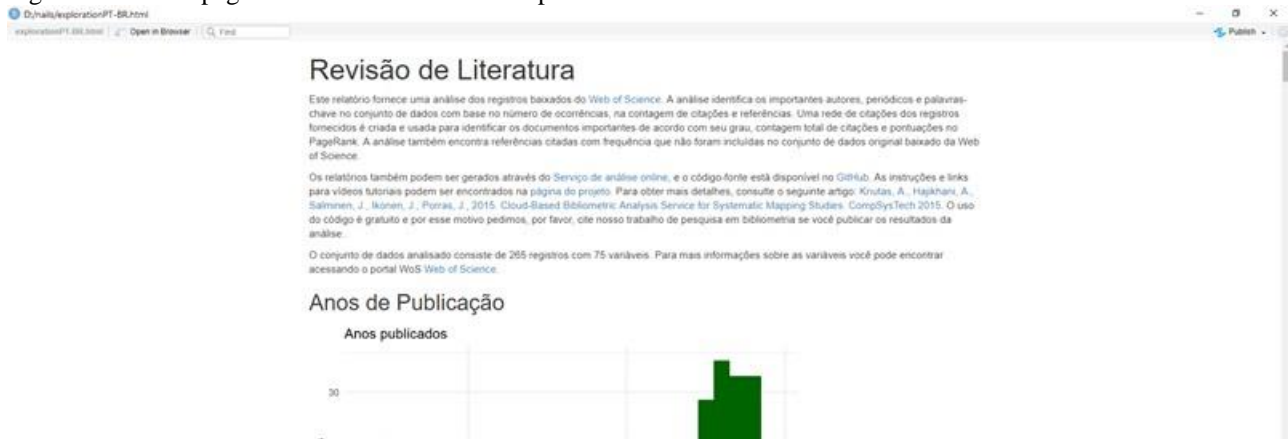 D:/nails/explorationPT-BR.html
explorationPT-BR.html Open in Browser Find Publish
Revisão de Literatura
Este relatório fornece uma análise dos registros baixados do Web of Science. A análise identifica os importantes autores, periódicos e palavras-
chave no conjunto de dados com base no número de ocorrências, na contagem de citações e referências. Uma rede de citações dos registros
fornecidos é criada e usada para identificar os documentos importantes de acordo com seu grau, contagem total de citações e pontuações no
PageRank. A análise também encontra referências citadas com frequência que não foram incluídas no conjunto de dados original baixado da Web
of Science.
Os relatórios também podem ser gerados através do Serviço de análise online, e o código-fonte está disponível no GitHub. As instruções e links
para vídeos tutoriais podem ser encontrados na página do projeto. Para obter mais detalhes, consulte o seguinte artigo: Knutas, A., Hajikhani, A.,
Salminen, J., Ikonen, J., Porras, J., 2015. Cloud-Based Bibliometric Analysis Service for Systematic Mapping Studies. CompSysTech 2015. O uso
do código é gratuito e por esse motivo pedimos, por favor, cite nosso trabalho de pesquisa em bibliometria se você publicar os resultados da
análise.
O conjunto de dados analisado consiste de 265 registros com 75 variáveis. Para mais informações sobre as variáveis você pode encontrar
acessando o portal WoS Web of Science.
Anos de Publicação
Anos publicados
30